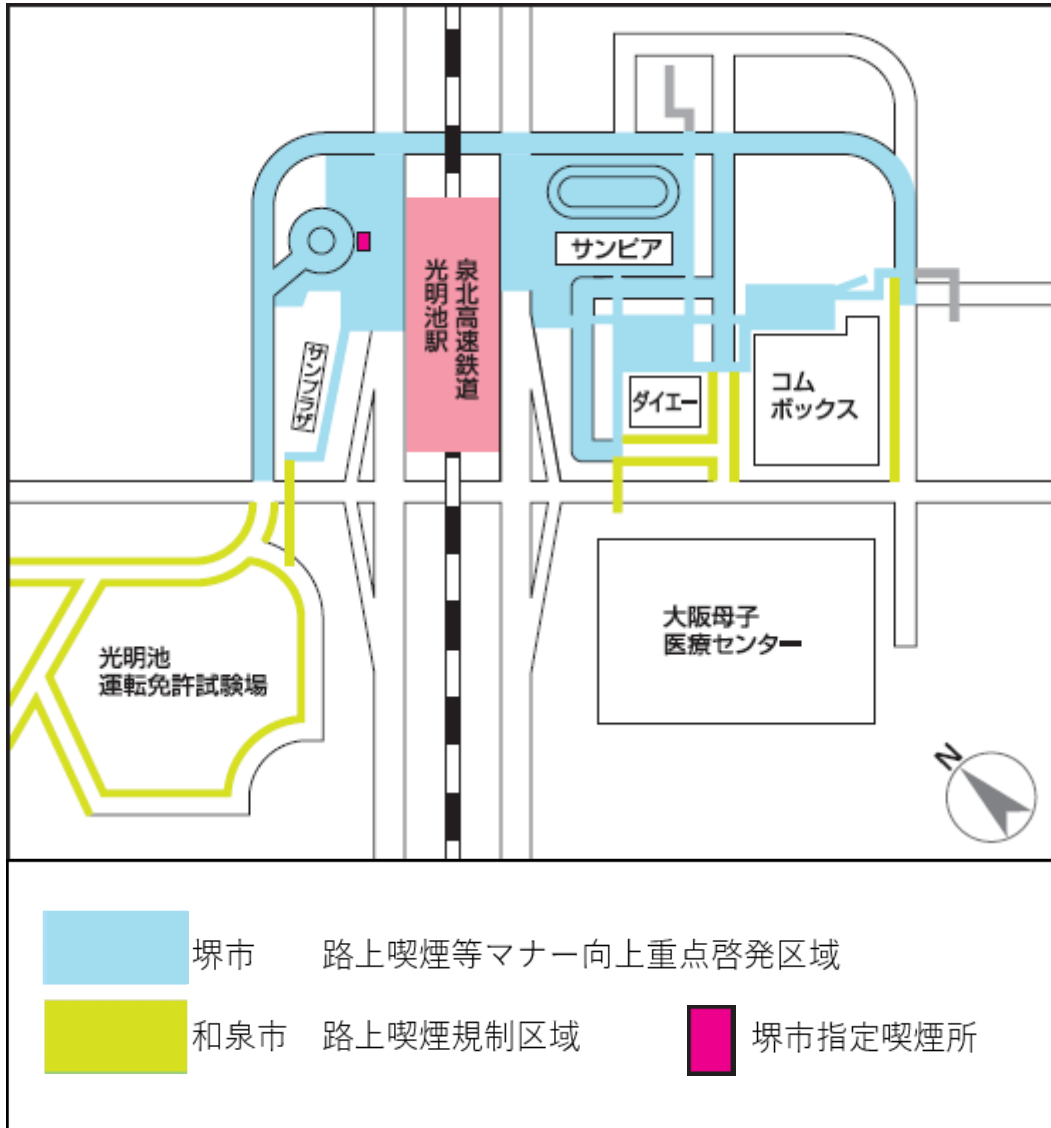 サンピア
泉北高速鉄道
光明池駅
サンプラザ
ダイエー
コム
ボックス
大阪母子
医療センター
光明池
運転免許試験場
N
堺市 路上喫煙等マナー向上重点啓発区域
和泉市 路上喫煙規制区域
堺市指定喫煙所